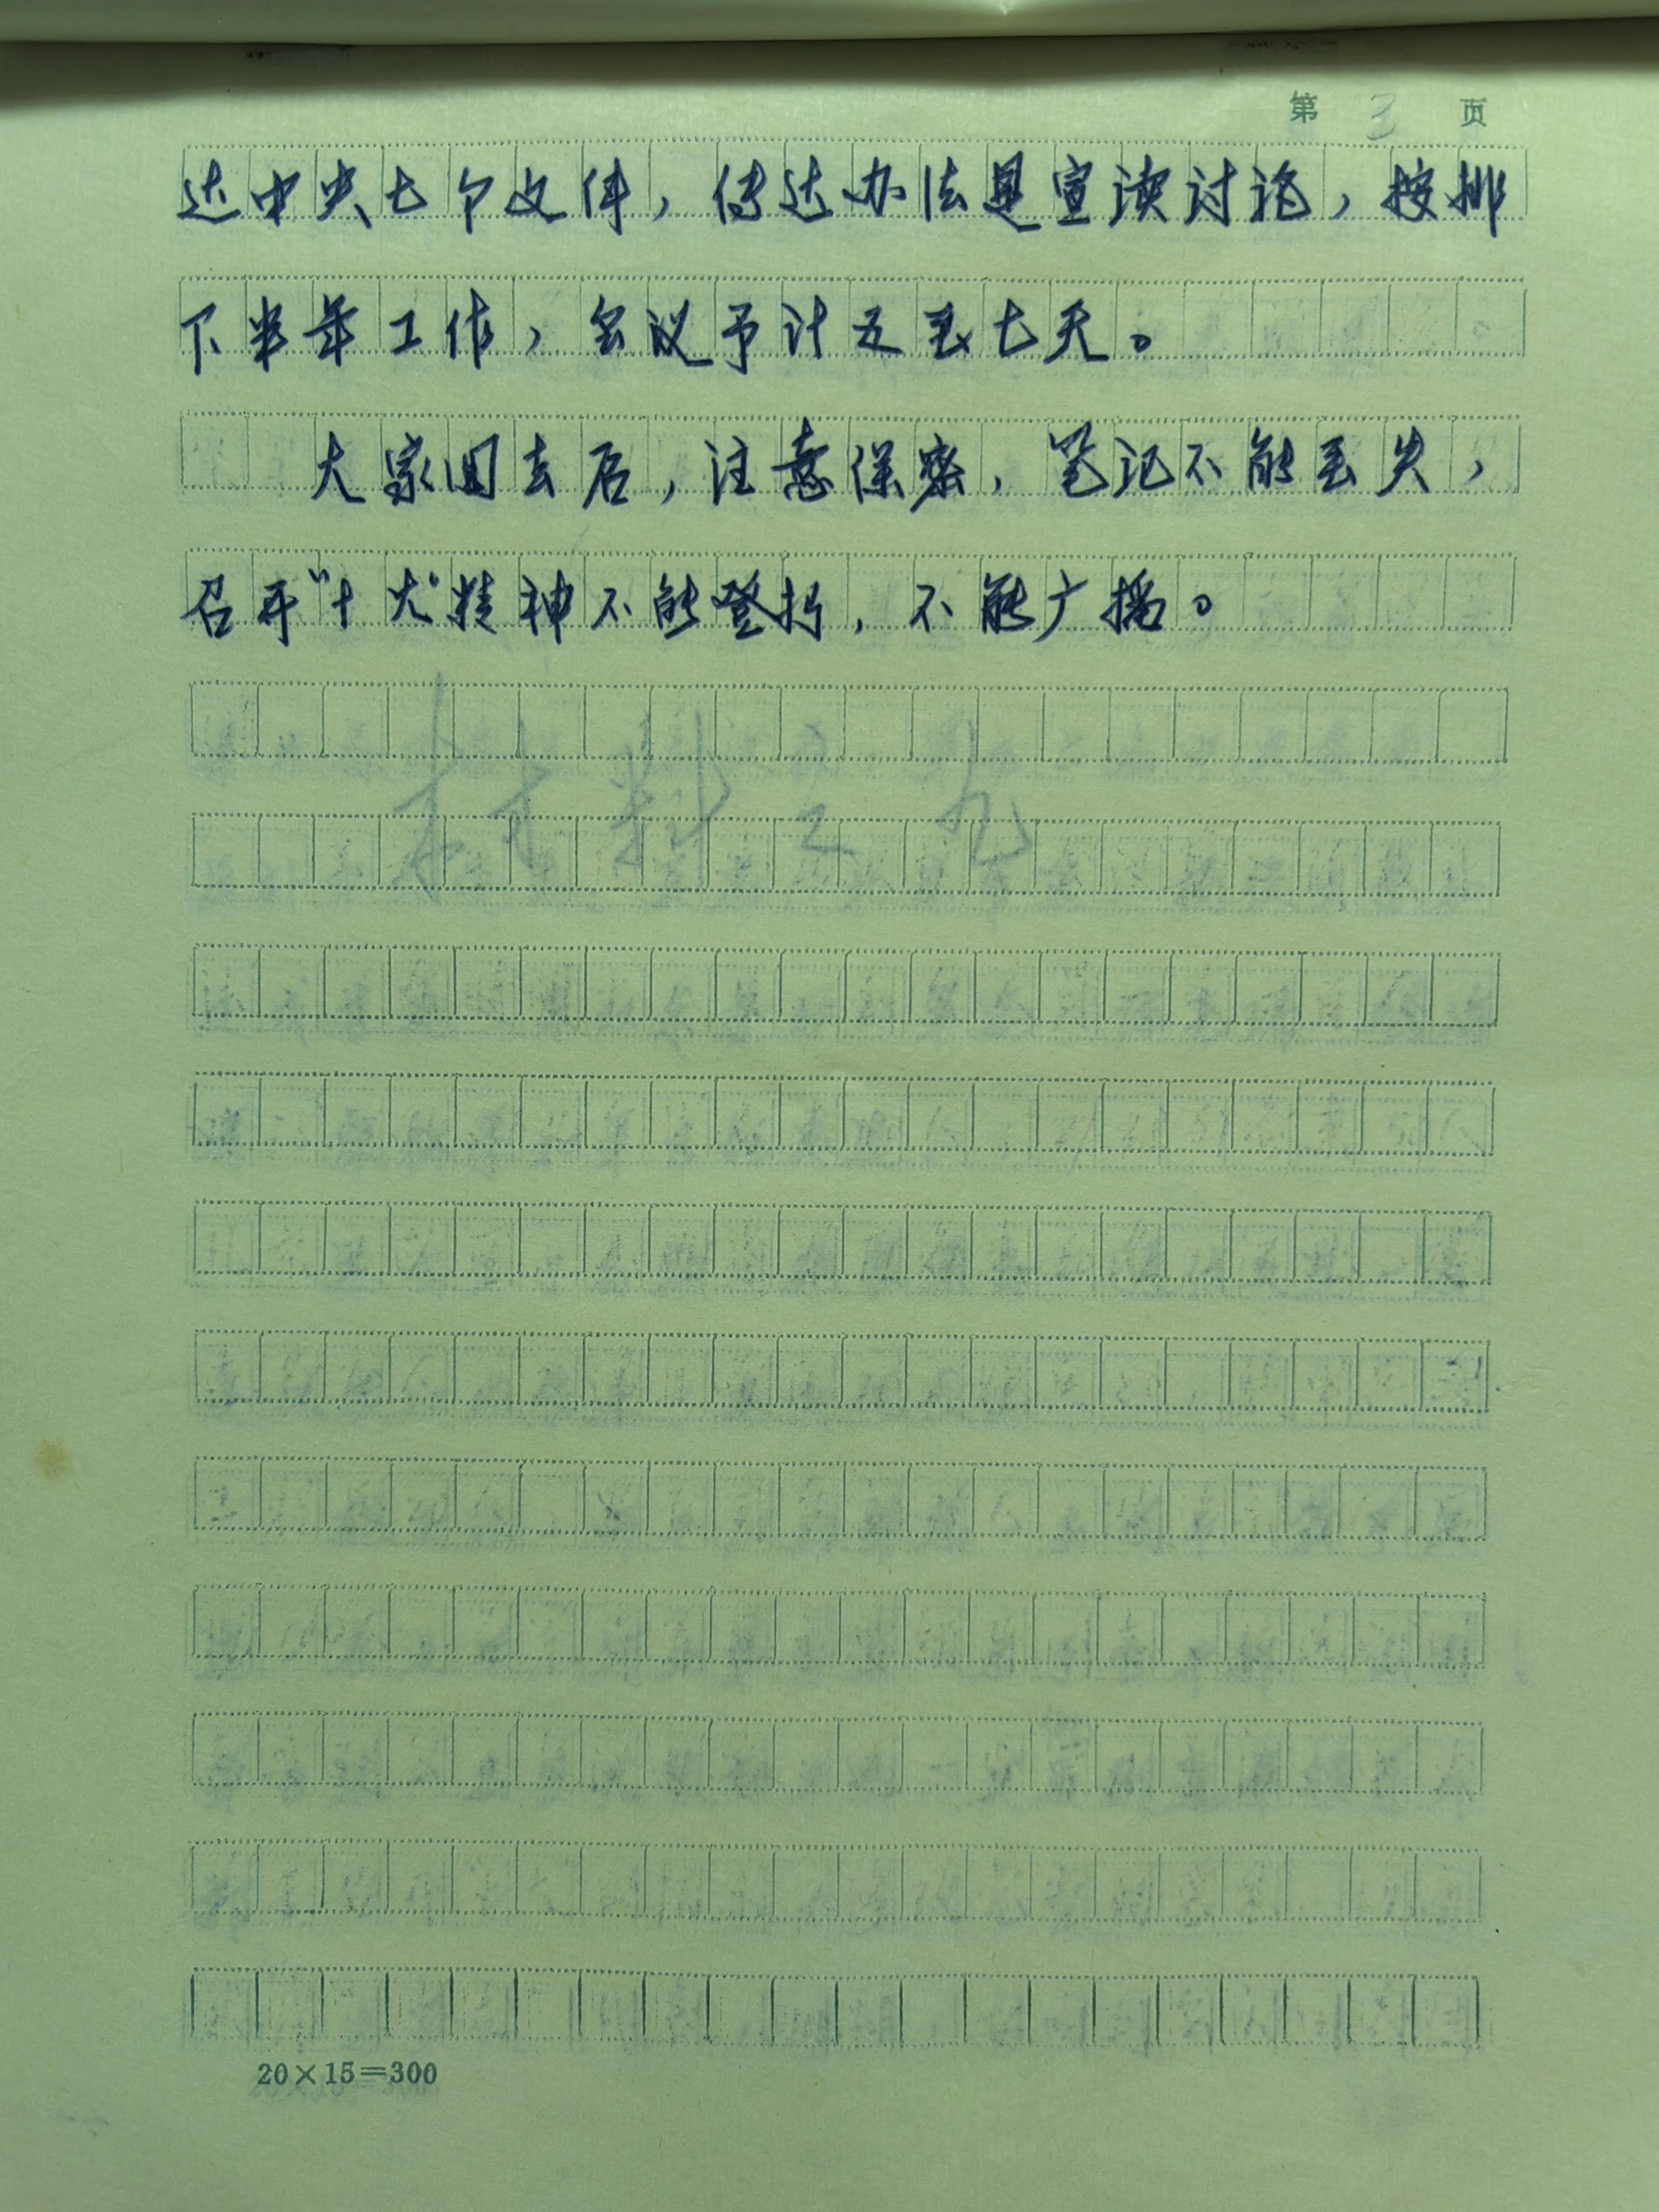 第 3 页
达中央七个文件，传达办法是宣读讨论，按排
下半年工作，会议予计五至七天。
大家回去后，注意保密，笔记不能丢失，
召开“十大”精神不能登抄，不能广播。
材料之九
20×15=300